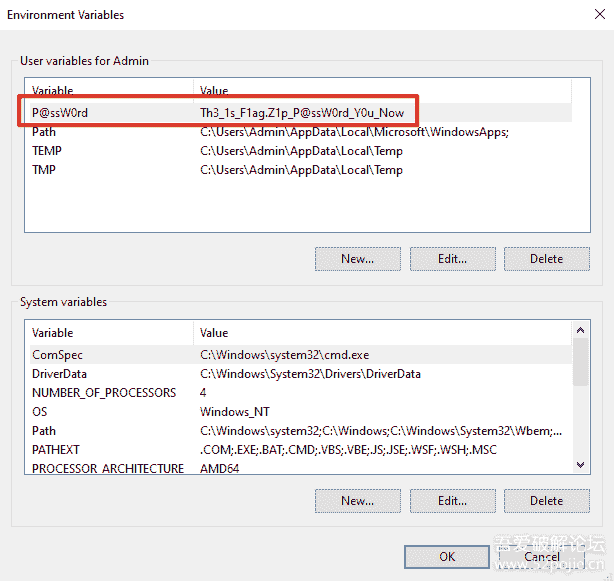 Environment Variables
User variables for Admin
Variable Value
P@ssW0rd Th3_1s_F1ag.Z1p_P@ssW0rd_Y0u_Now
Path C:\Users\Admin\AppData\Local\Microsoft\WindowsApps;
TEMP C:\Users\Admin\AppData\Local\Temp
TMP C:\Users\Admin\AppData\Local\Temp
New... Edit... Delete
System variables
Variable Value
ComSpec C:\Windows\system32\cmd.exe
DriverData C:\Windows\System32\Drivers\DriverData
NUMBER_OF_PROCESSORS 4
OS Windows_NT
Path C:\Windows\system32;C:\Windows;C:\Windows\System32\Wbem;...
PATHEXT .COM;.EXE;.BAT;.CMD;.VBS;.VBE;.JS;.JSE;.WSF;.WSH;.MSC
PROCESSOR_ARCHITECTURE AMD64
New... Edit... Delete
吾爱破解论坛
OK Cancel
www.52pojie.cn